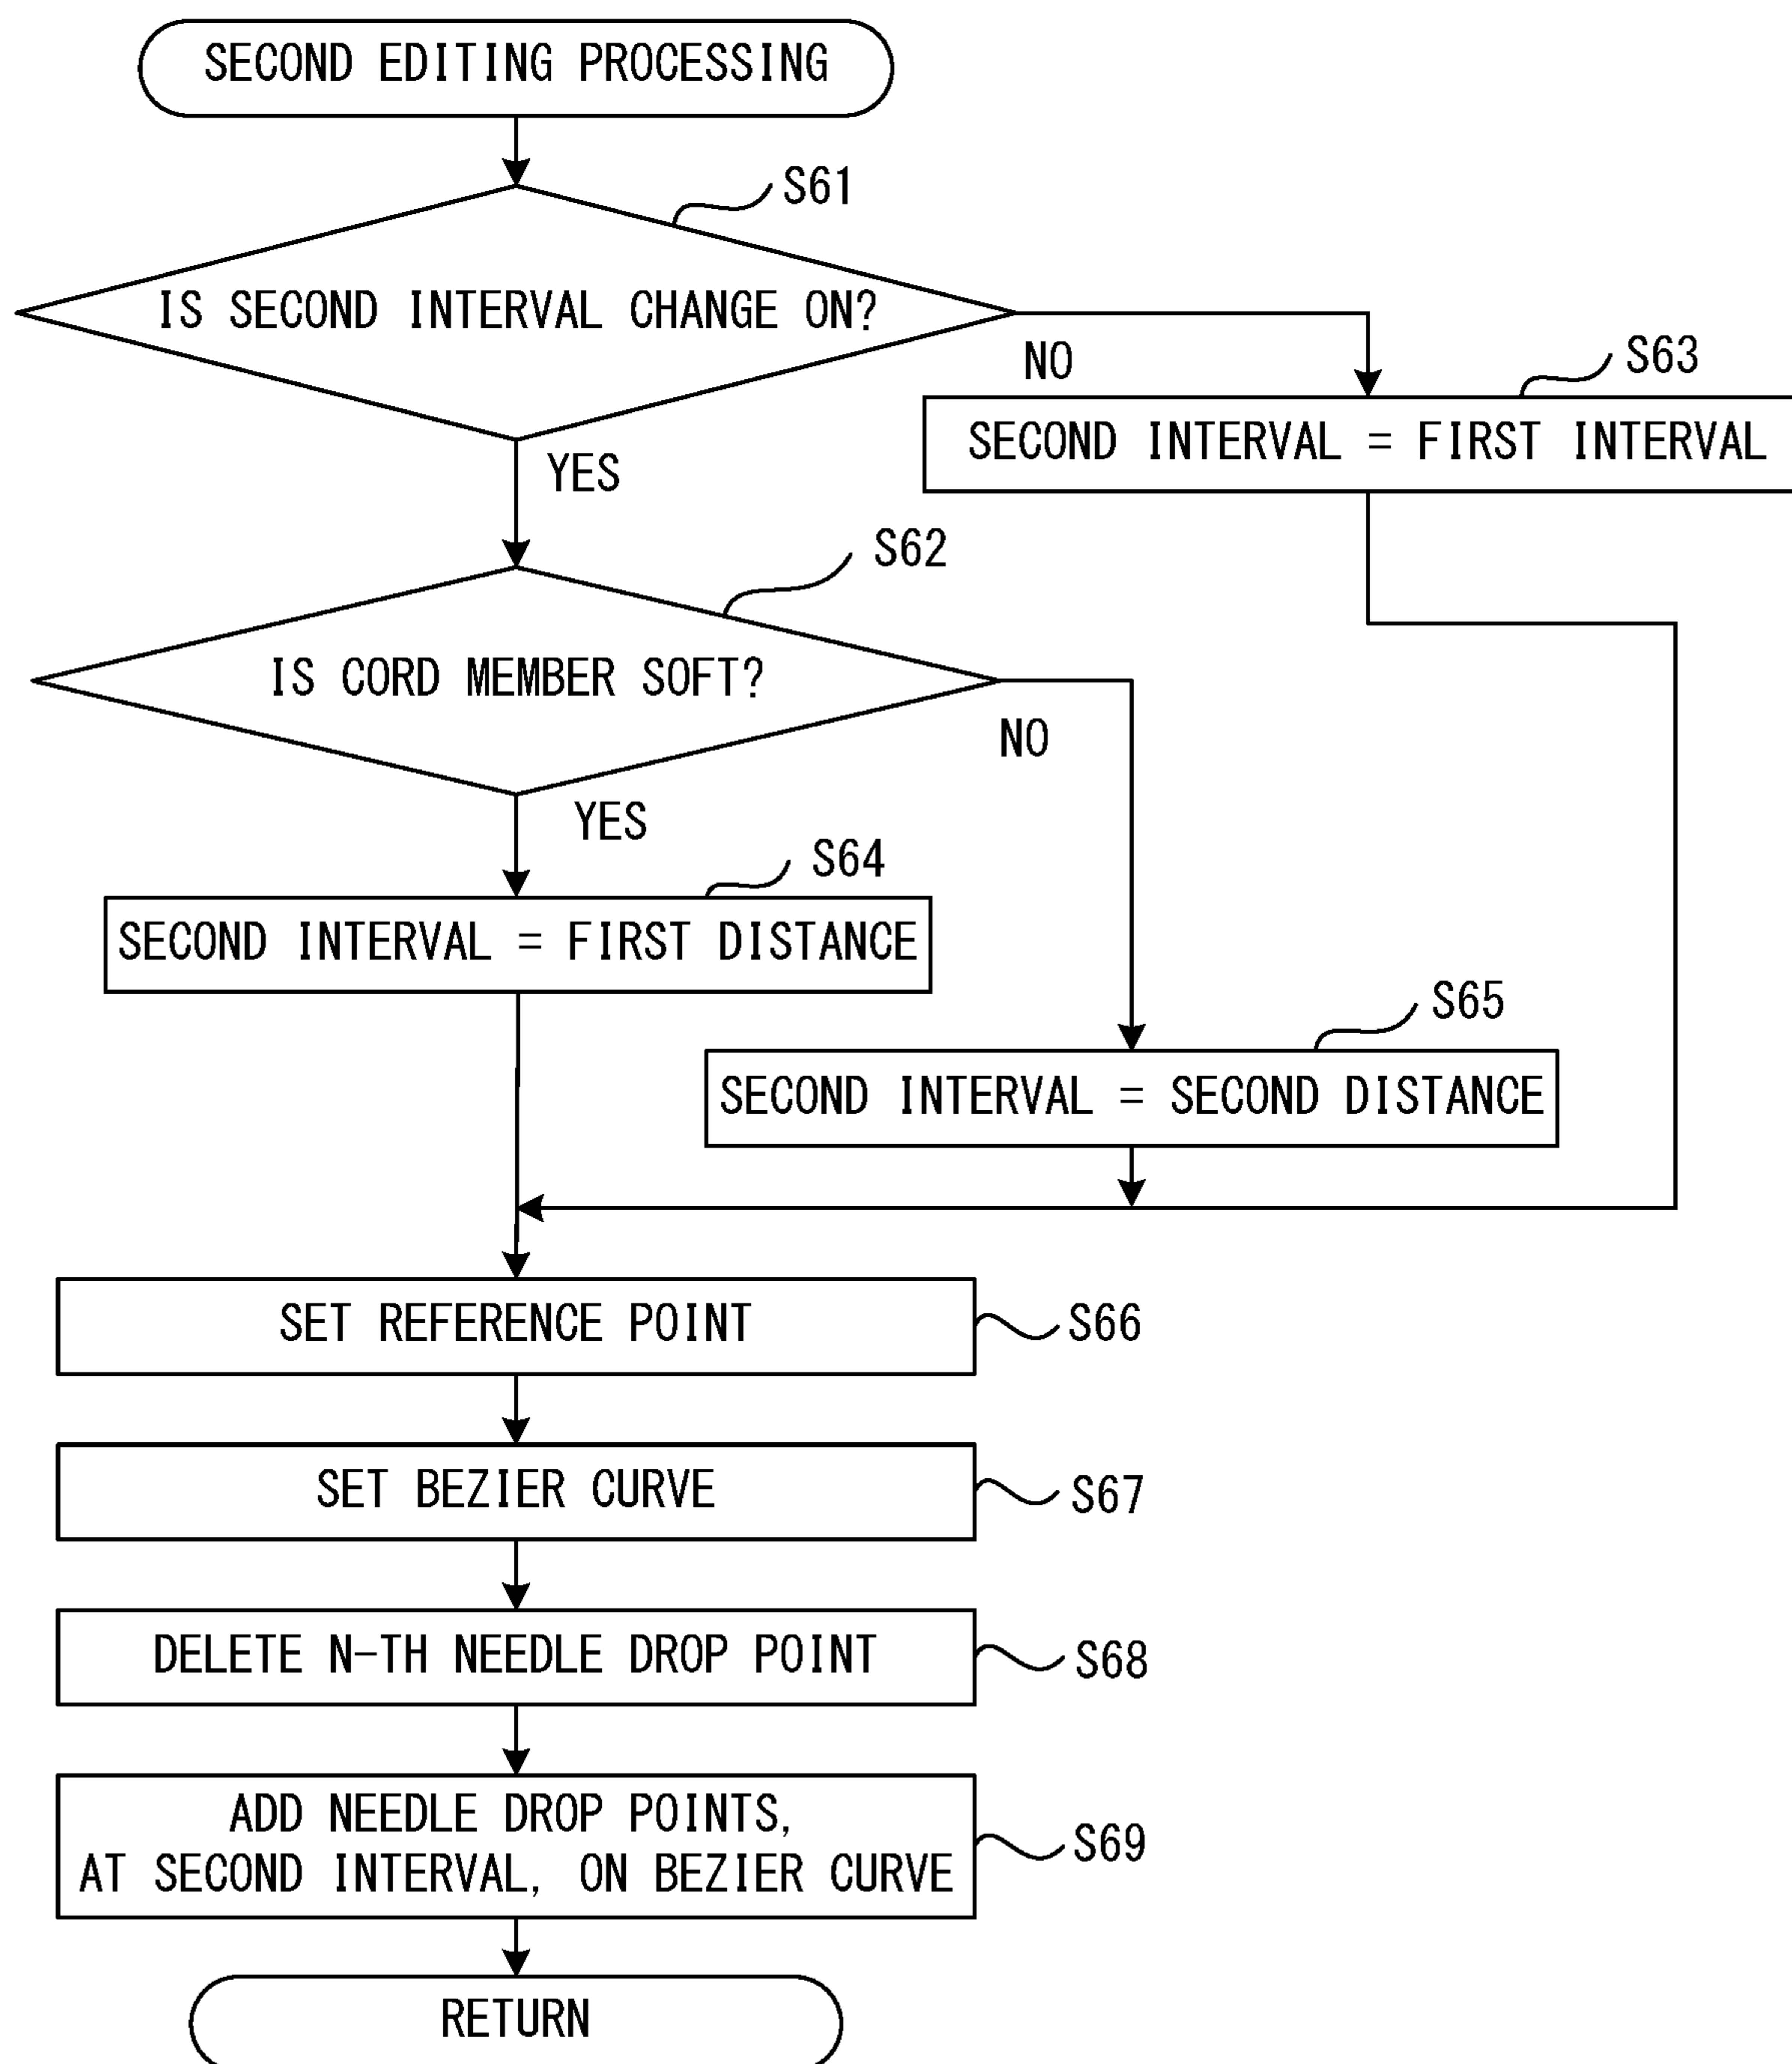 SECOND EDITING PROCESSING
S61
IS SECOND INTERVAL CHANGE ON?
NO
S63
SECOND INTERVAL = FIRST INTERVAL
YES
S62
IS CORD MEMBER SOFT?
NO
YES
S64
SECOND INTERVAL = FIRST DISTANCE
S65
SECOND INTERVAL = SECOND DISTANCE
SET REFERENCE POINT
S66
SET BEZIER CURVE
S67
DELETE N-TH NEEDLE DROP POINT
S68
ADD NEEDLE DROP POINTS,
AT SECOND INTERVAL, ON BEZIER CURVE
S69
RETURN